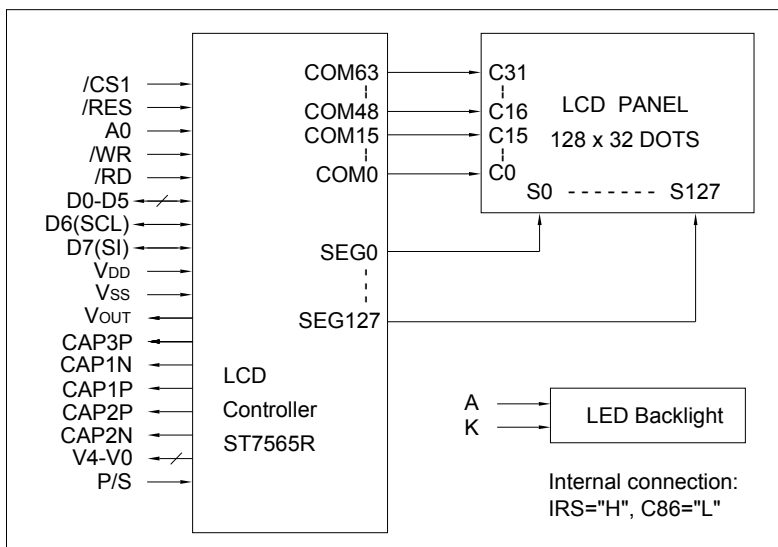 /CS1
/RES
A0
/WR
/RD
D0-D5
D6(SCL)
D7(SI)
VDD
VSS
VOUT
CAP3P
CAP1N
CAP1P
CAP2P
CAP2N
V4-V0
P/S
COM63
COM48
COM15
COM0
SEG0
SEG127
LCD
Controller
ST7565R
C31
C16
C15
C0
LCD PANEL
128 x 32 DOTS
S0 - - - - - - - S127
A
K
LED Backlight
Internal connection:
IRS="H", C86="L"